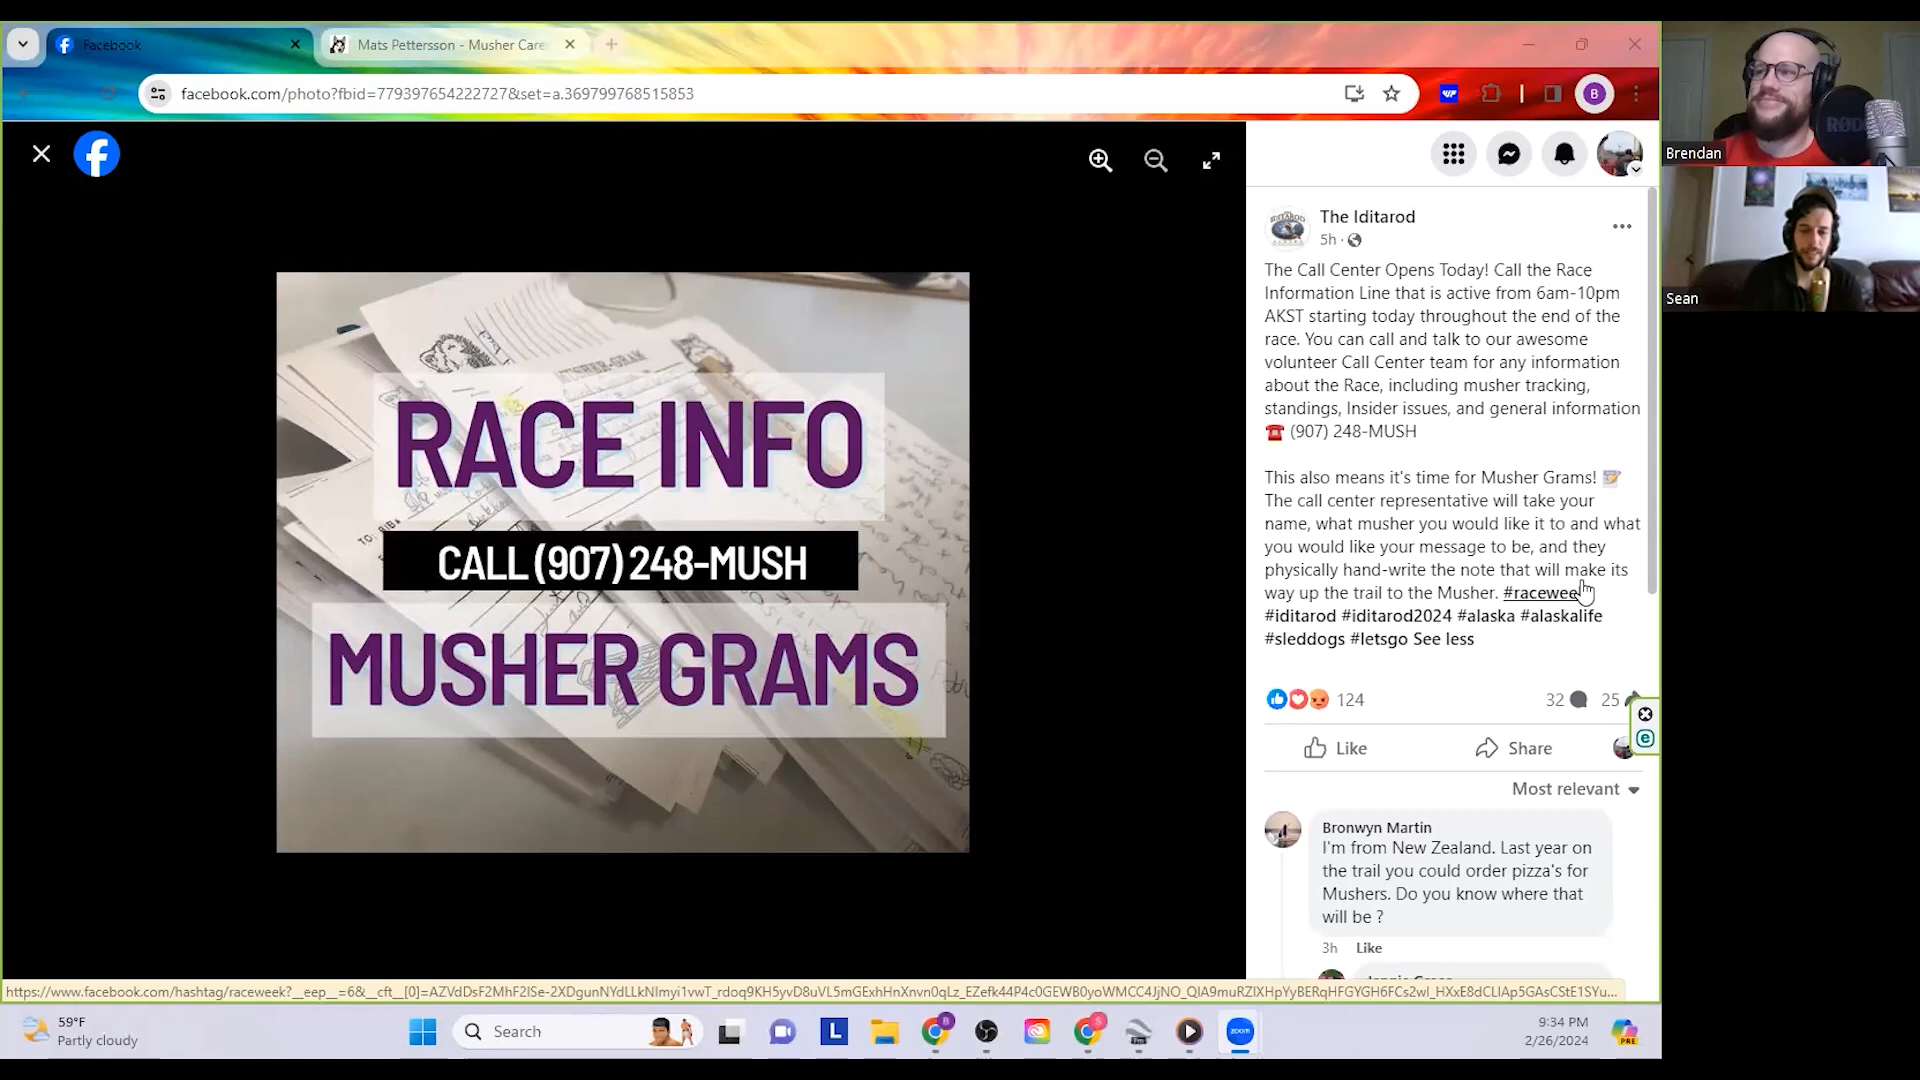 Facebook
Mats Pettersson - Musher Care
facebook.com/photo?fbid=779397654222727&set=a.369799768515853
B
Brendan
Sean
RØDE
The Iditarod
5h
The Call Center Opens Today! Call the Race
Information Line that is active from 6am-10pm
AKST starting today throughout the end of the
race. You can call and talk to our awesome
volunteer Call Center team for any information
about the Race, including musher tracking,
standings, Insider issues, and general information
☎️ (907) 248-MUSH
This also means it's time for Musher Grams! 📝
The call center representative will take your
name, what musher you would like it to and what
you would like your message to be, and they
physically hand-write the note that will make its
way up the trail to the Musher. #racewee
#iditarod #iditarod2024 #alaska #alaskalife
#sleddogs #letsgo See less
124
32
25
Like
Share
Most relevant
Bronwyn Martin
I'm from New Zealand. Last year on
the trail you could order pizza's for
Mushers. Do you know where that
will be ?
3h Like
MUSHER-GRAM
RACE INFO
CALL (907) 248-MUSH
MUSHER GRAMS
59°F
Partly cloudy
Search
L
zoom
9:34 PM
2/26/2024
PRE